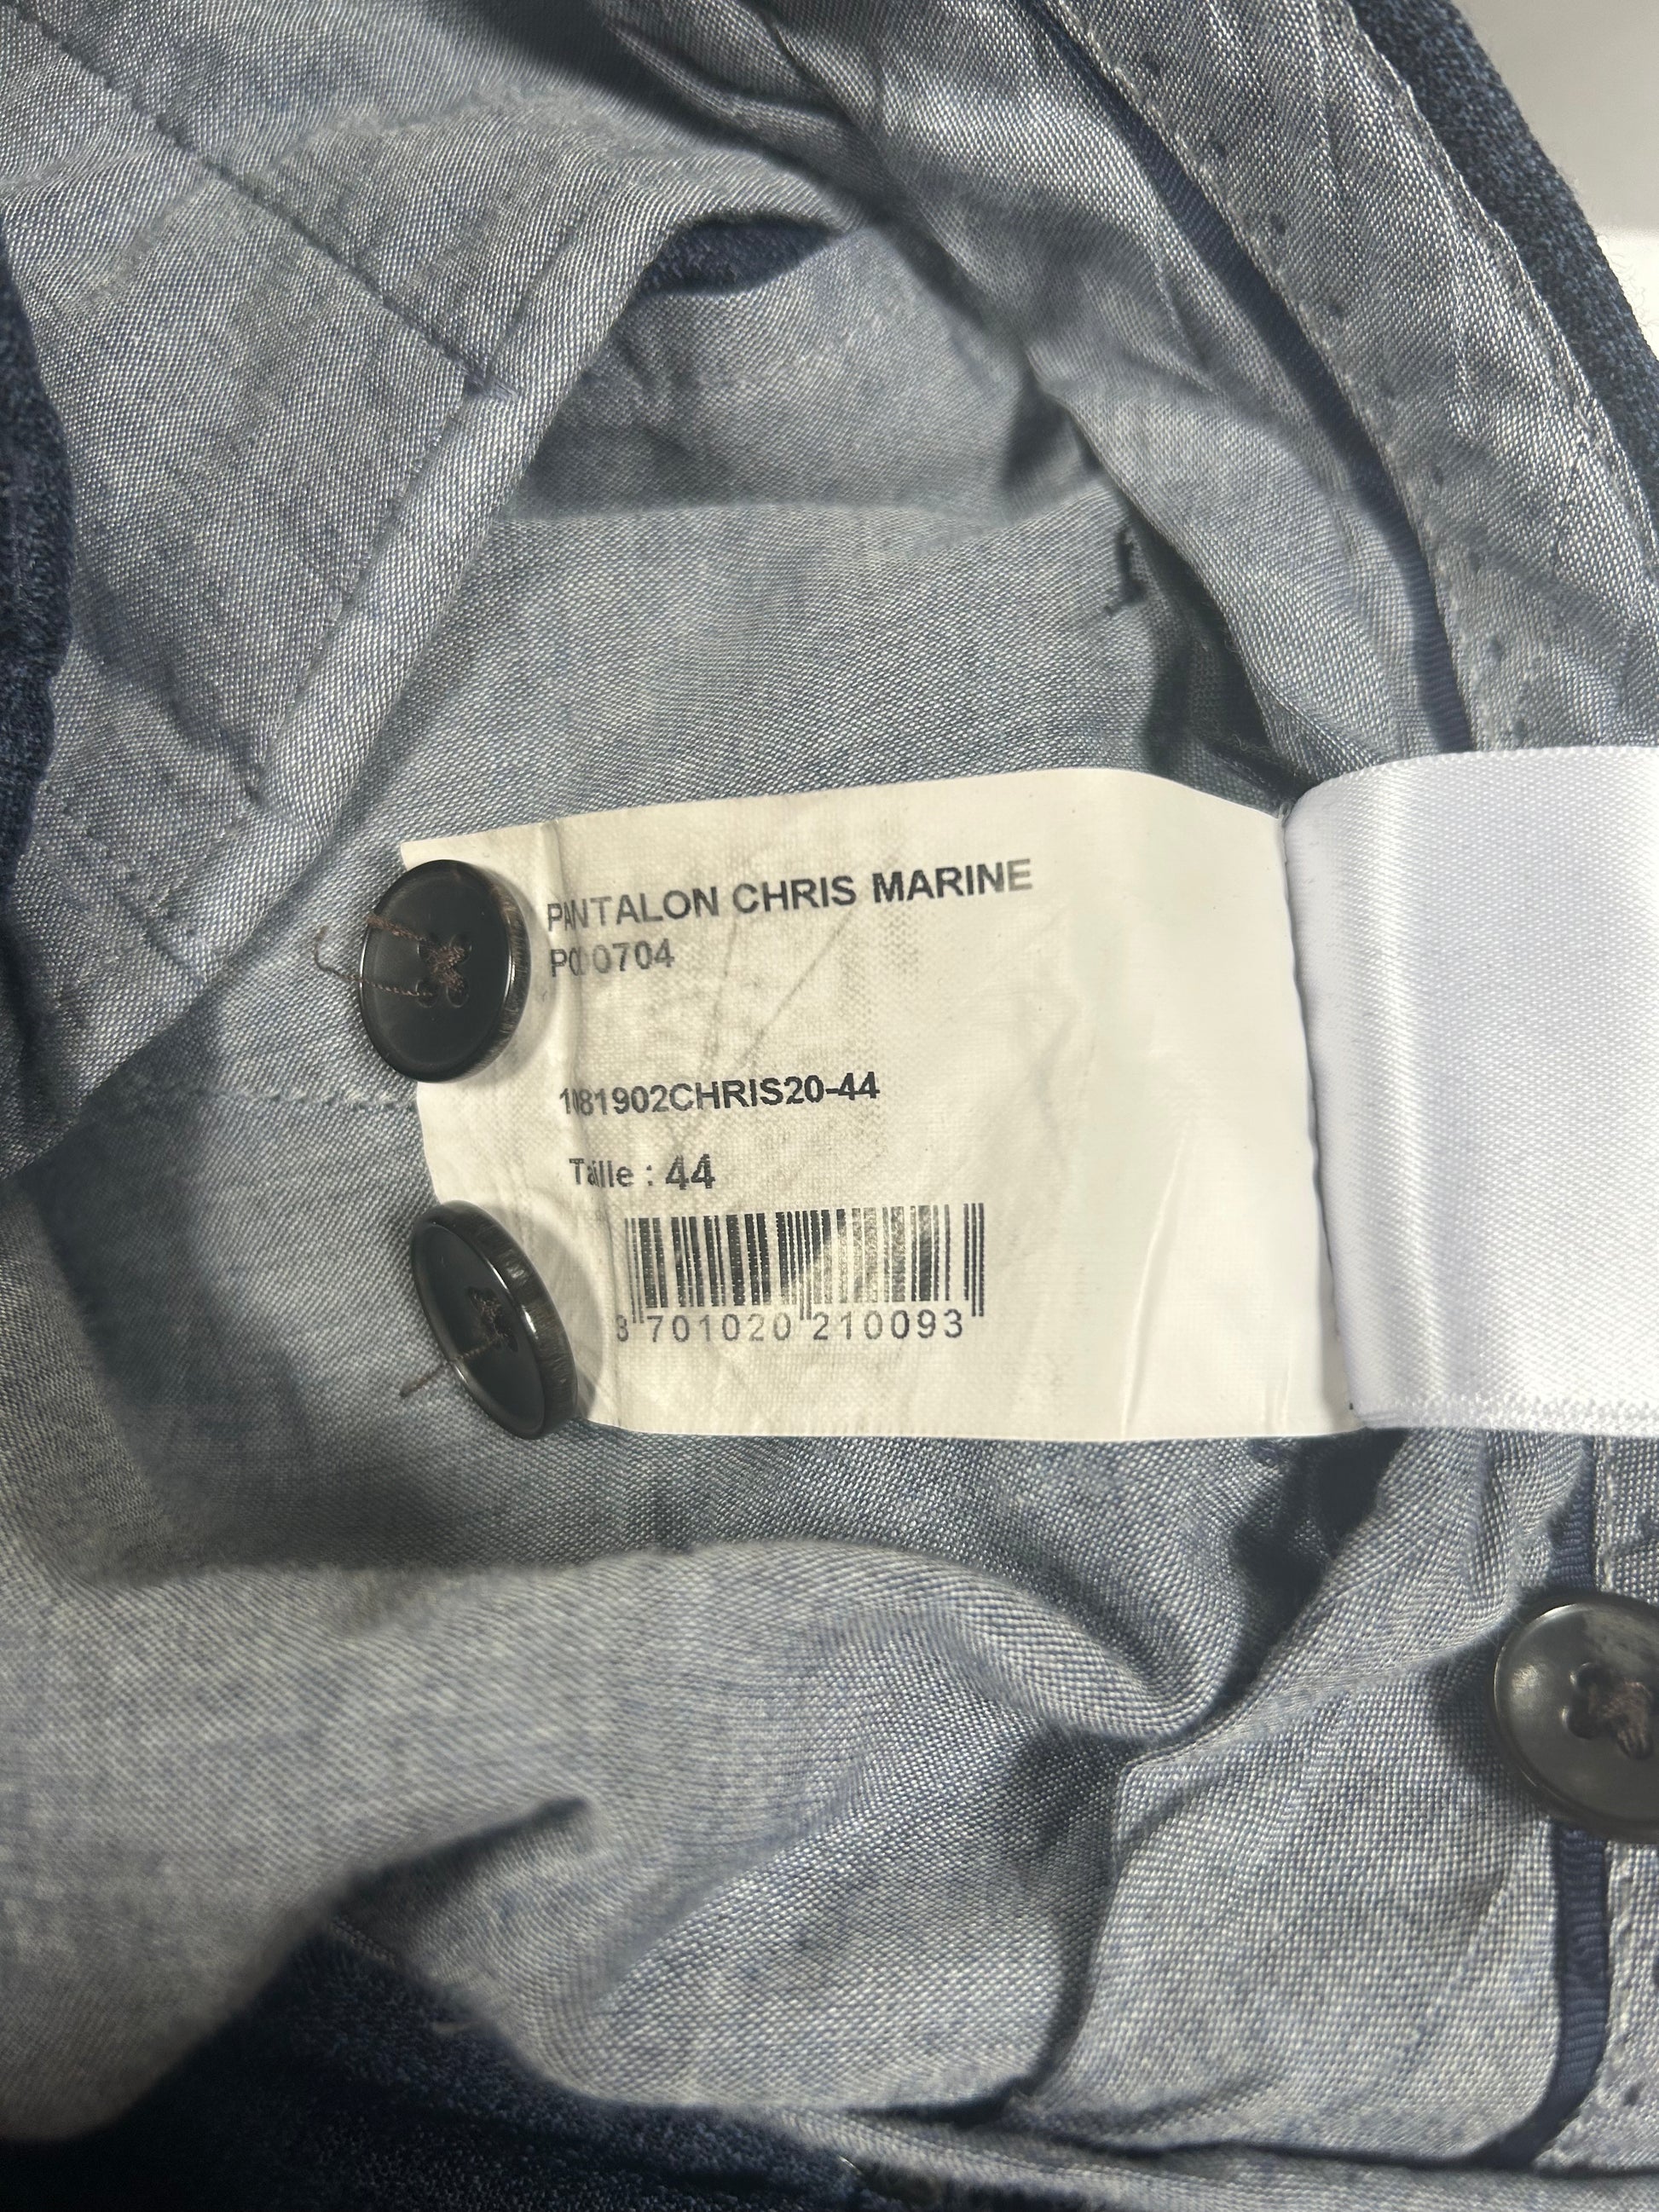 PANTALON CHRIS MARINE
P000704
1081902CHRIS20-44
Taille : 44
3 701020 210093